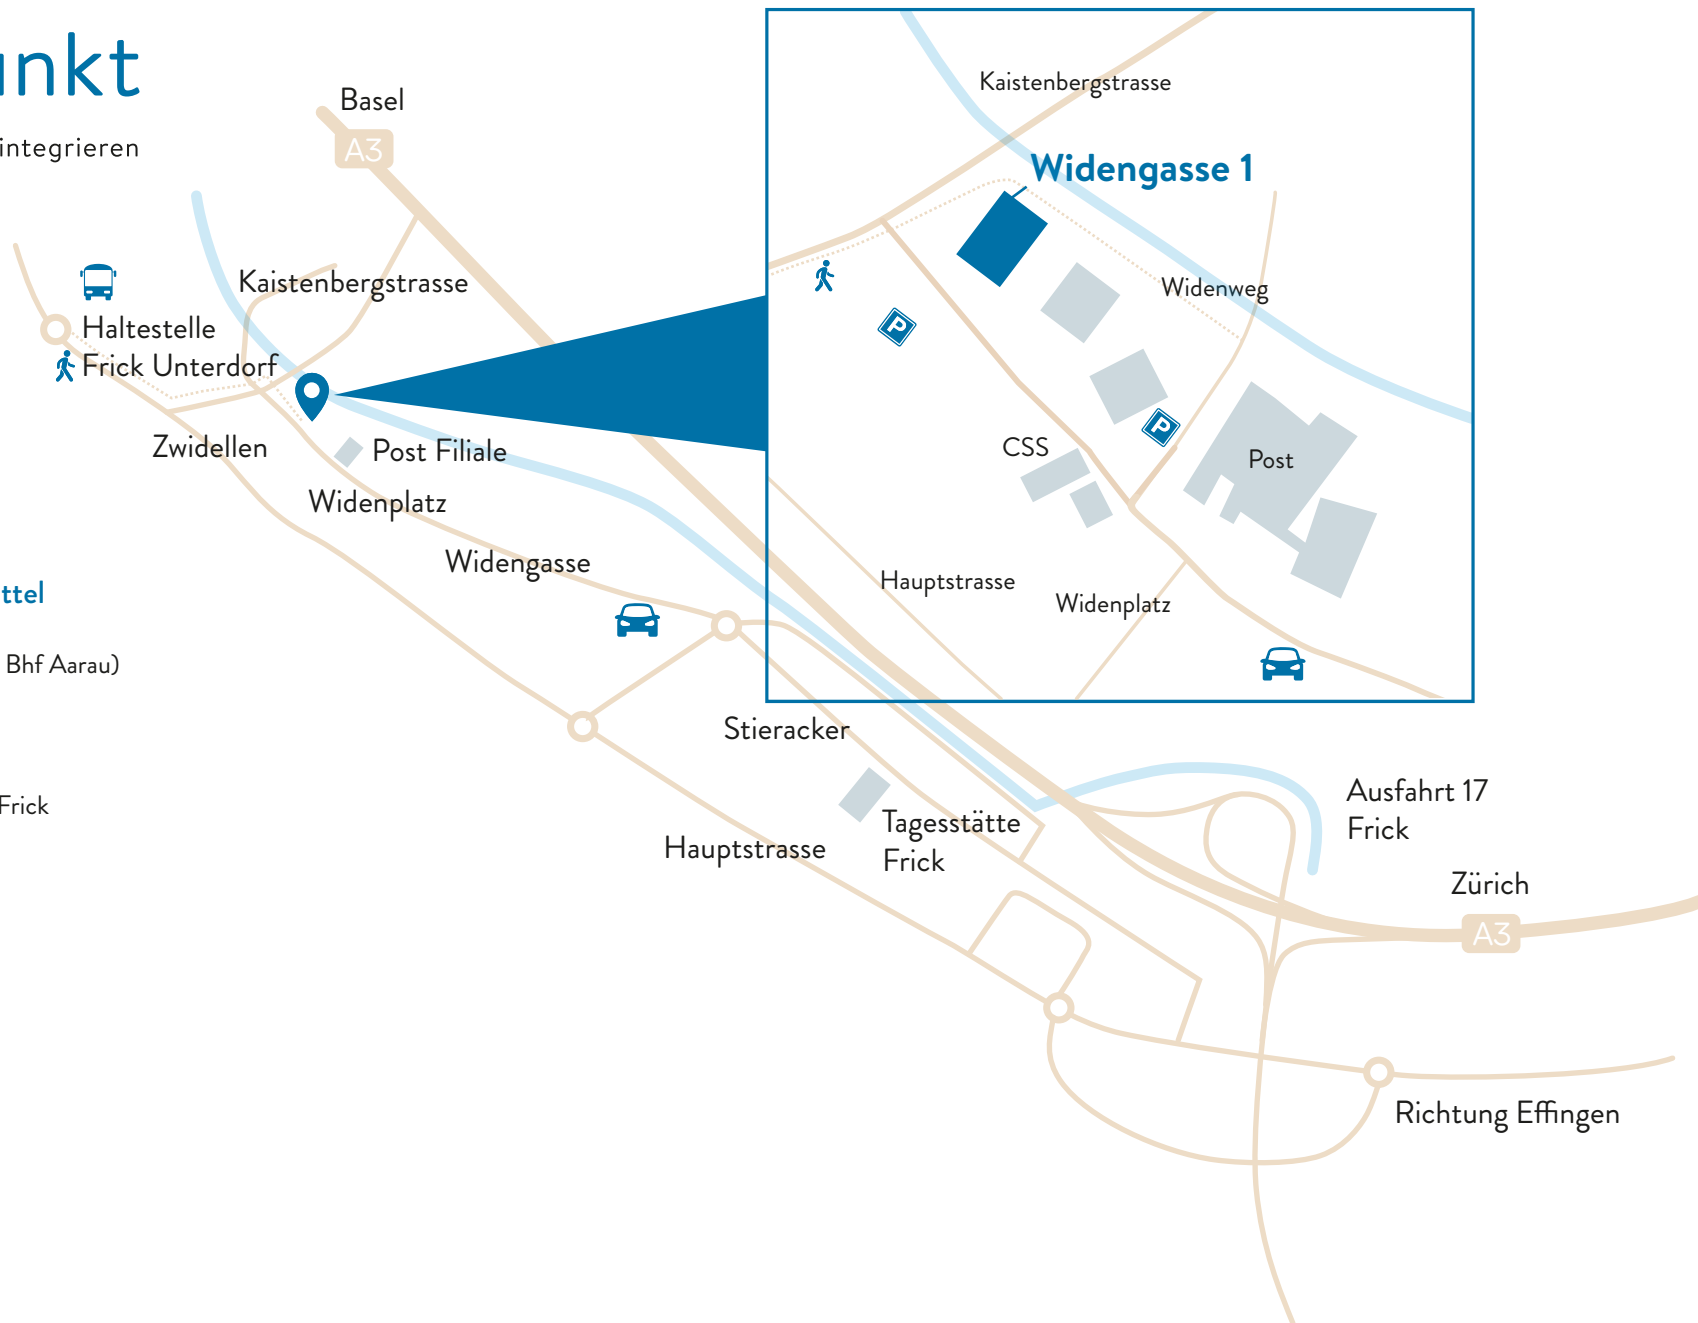 unkt
integrieren
Basel
A3
Kaistenbergstrasse
Haltestelle
Frick Unterdorf
Zwidellen
Post Filiale
Widenplatz
Widengasse
Kaistenbergstrasse
Widengasse 1
Widenweg
P
P
CSS
Post
Hauptstrasse
Widenplatz
ttel
Bhf Aarau)
Frick
Stieracker
Hauptstrasse
Tagesstätte
Frick
Ausfahrt 17
Frick
Zürich
A3
Richtung Effingen